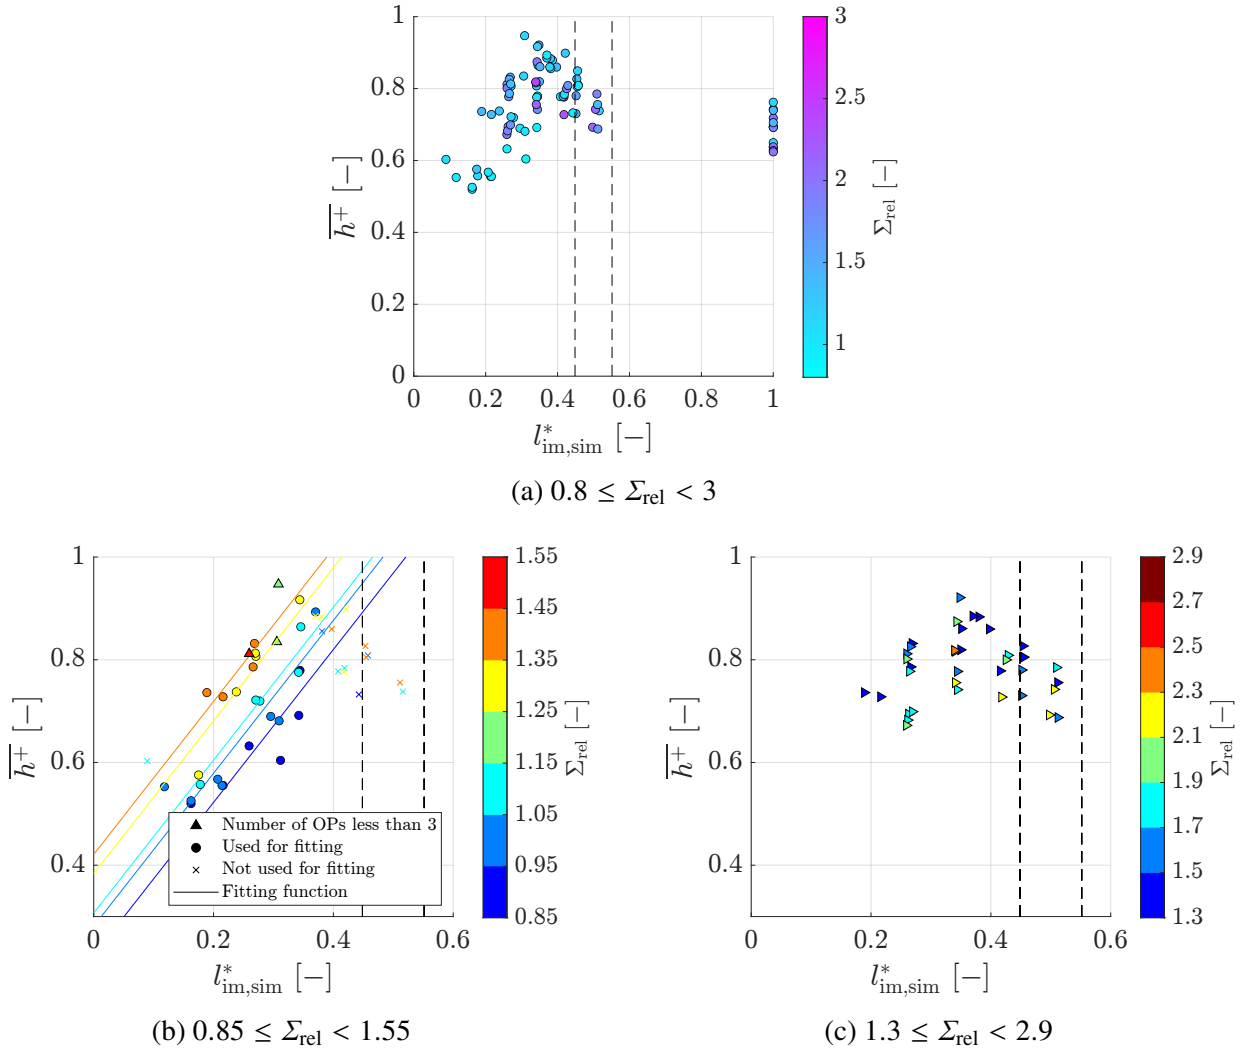 1
0.8
0.6
0.4
0.2
0
0 0.2 0.4 0.6 0.8 1
h⁺ [−]
l*im,sim [−]
3
2.5
2
1.5
1
Σrel [−]
(a) 0.8 ≤ Σrel < 3
1
0.8
0.6
0.4
0 0.2 0.4 0.6
h⁺ [−]
l*im,sim [−]
Number of OPs less than 3
Used for fitting
Not used for fitting
Fitting function
1.55
1.45
1.35
1.25
1.15
1.05
0.95
0.85
Σrel [−]
(b) 0.85 ≤ Σrel < 1.55
1
0.8
0.6
0.4
0 0.2 0.4 0.6
h⁺ [−]
l*im,sim [−]
2.9
2.7
2.5
2.3
2.1
1.9
1.7
1.5
1.3
Σrel [−]
(c) 1.3 ≤ Σrel < 2.9